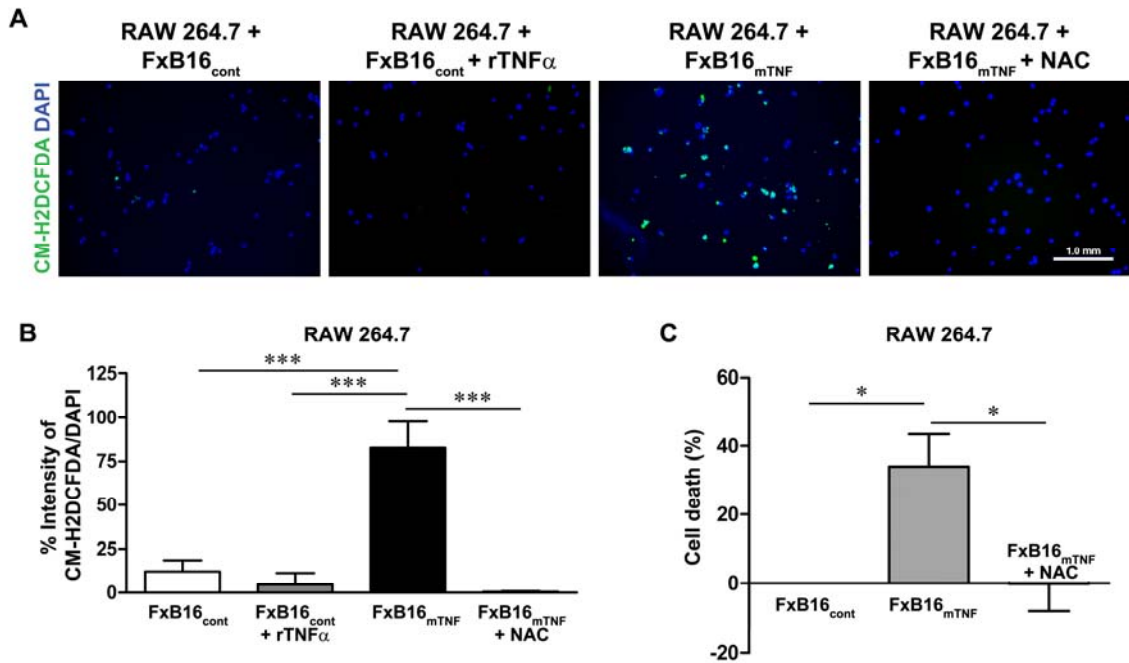 A
RAW 264.7 + FxB16cont
RAW 264.7 + FxB16cont + rTNFα
RAW 264.7 + FxB16mTNF
RAW 264.7 + FxB16mTNF + NAC
CM-H2DCFDA DAPI
1.0 mm
B
RAW 264.7
% Intensity of
CM-H2DCFDA/DAPI
125
100
75
50
25
0
***
***
***
FxB16cont
FxB16cont
+ rTNFα
FxB16mTNF
FxB16mTNF
+ NAC
C
RAW 264.7
Cell death (%)
60
40
20
0
-20
*
*
FxB16cont
FxB16mTNF
FxB16mTNF
+ NAC